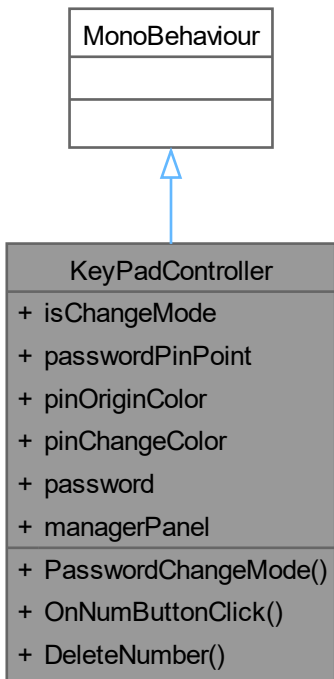 MonoBehaviour
KeyPadController
+ isChangeMode
+ passwordPinPoint
+ pinOriginColor
+ pinChangeColor
+ password
+ managerPanel
+ PasswordChangeMode()
+ OnNumButtonClick()
+ DeleteNumber()